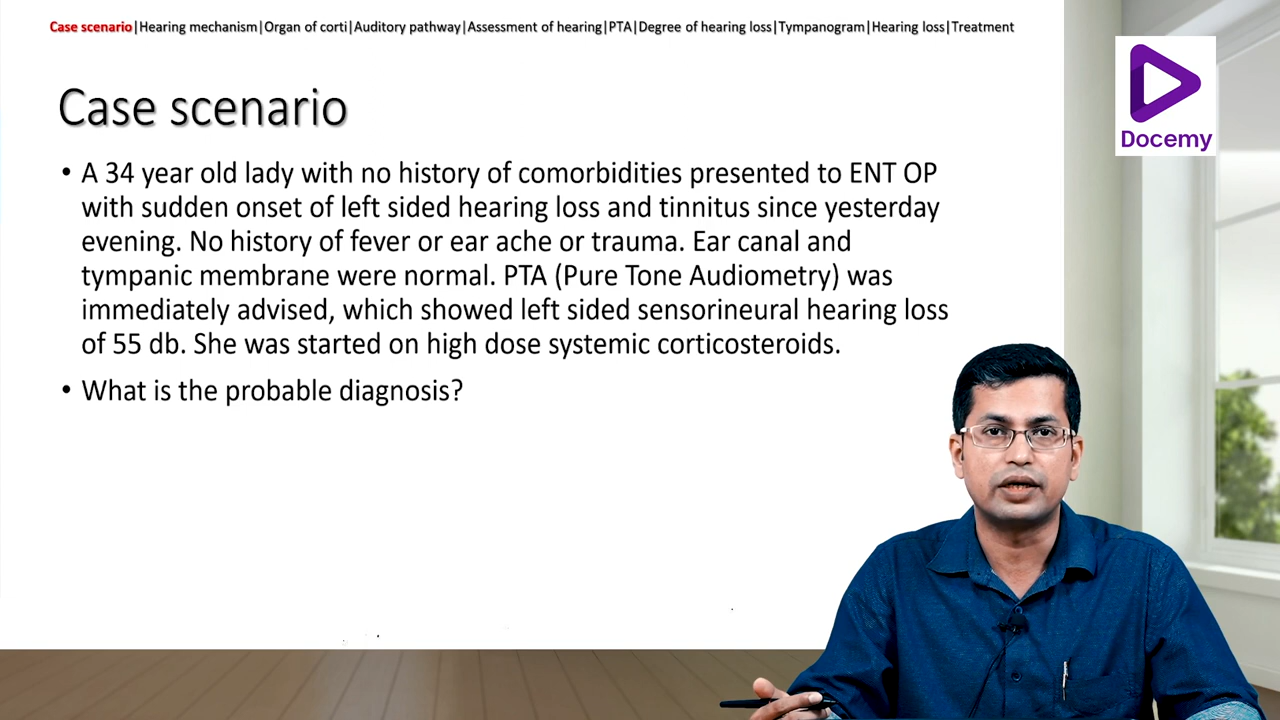 Case scenario|Hearing mechanism|Organ of corti|Auditory pathway|Assessment of hearing|PTA|Degree of hearing loss|Tympanogram|Hearing loss|Treatment
Docemy
Case scenario
• A 34 year old lady with no history of comorbidities presented to ENT OP
with sudden onset of left sided hearing loss and tinnitus since yesterday
evening. No history of fever or ear ache or trauma. Ear canal and
tympanic membrane were normal. PTA (Pure Tone Audiometry) was
immediately advised, which showed left sided sensorineural hearing loss
of 55 db. She was started on high dose systemic corticosteroids.
• What is the probable diagnosis?